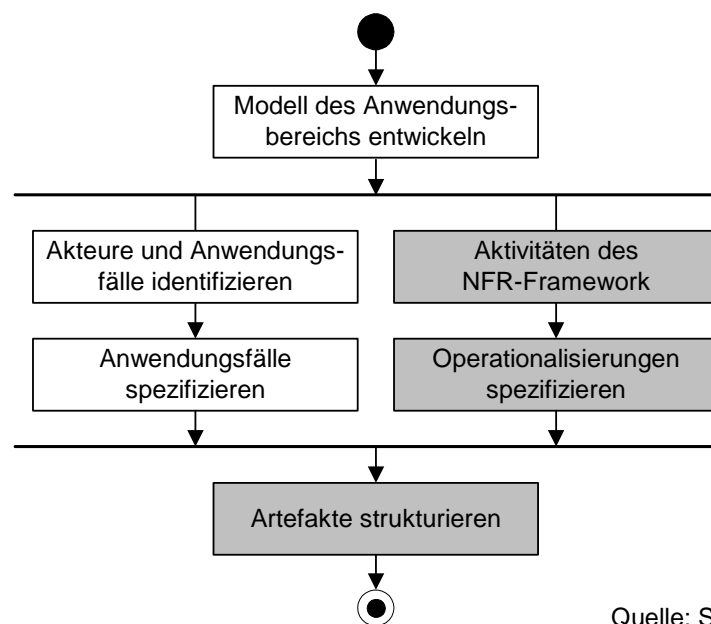 Modell des Anwendungs-
bereichs entwickeln
Akteure und Anwendungs-
fälle identifizieren
Aktivitäten des
NFR-Framework
Anwendungsfälle
spezifizieren
Operationalisierungen
spezifizieren
Artefakte strukturieren
Quelle: S